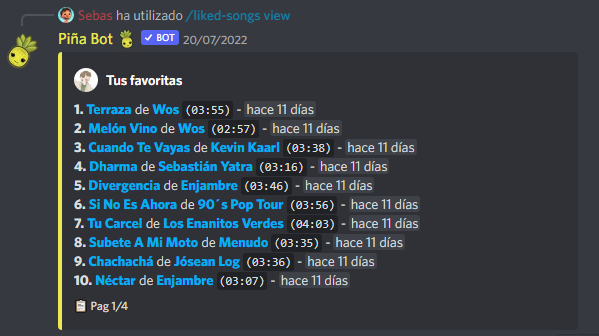 Sebas ha utilizado /liked-songs view
Piña Bot 🍍 ✓ BOT 20/07/2022
Tus favoritas
1. Terraza de Wos (03:55) - hace 11 días
2. Melón Vino de Wos (02:57) - hace 11 días
3. Cuando Te Vayas de Kevin Kaarl (03:38) - hace 11 días
4. Dharma de Sebastián Yatra (03:16) - hace 11 días
5. Divergencia de Enjambre (03:46) - hace 11 días
6. Si No Es Ahora de 90´s Pop Tour (03:56) - hace 11 días
7. Tu Carcel de Los Enanitos Verdes (04:03) - hace 11 días
8. Subete A Mi Moto de Menudo (03:35) - hace 11 días
9. Chachachá de Jósean Log (03:36) - hace 11 días
10. Néctar de Enjambre (03:07) - hace 11 días
📋 Pag 1/4